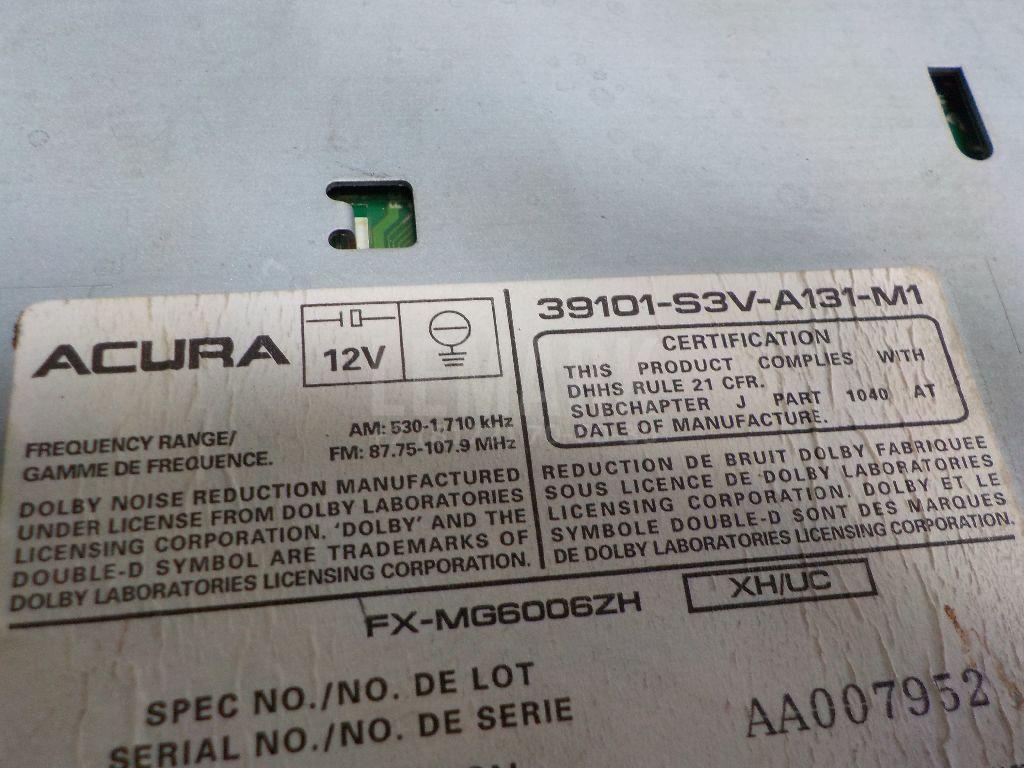 ACURA
12V
39101-S3V-A131-M1
CERTIFICATION
THIS PRODUCT COMPLIES WITH
DHHS RULE 21 CFR.
SUBCHAPTER J PART 1040 AT
DATE OF MANUFACTURE.
FREQUENCY RANGE/
GAMME DE FREQUENCE.
AM: 530-1,710 kHz
FM: 87.75-107.9 MHz
DOLBY NOISE REDUCTION MANUFACTURED
UNDER LICENSE FROM DOLBY LABORATORIES
LICENSING CORPORATION. 'DOLBY' AND THE
DOUBLE-D SYMBOL ARE TRADEMARKS OF
DOLBY LABORATORIES LICENSING CORPORATION.
REDUCTION DE BRUIT DOLBY FABRIQUEE
SOUS LICENCE DE DOLBY LABORATORIES
LICENSING CORPORATION. DOLBY ET LE
SYMBOLE DOUBLE-D SONT DES MARQUES
DE DOLBY LABORATORIES LICENSING CORPORATION.
FX-MG6006ZH
XH/UC
SPEC NO./NO. DE LOT
SERIAL NO./NO. DE SERIE
AA007952